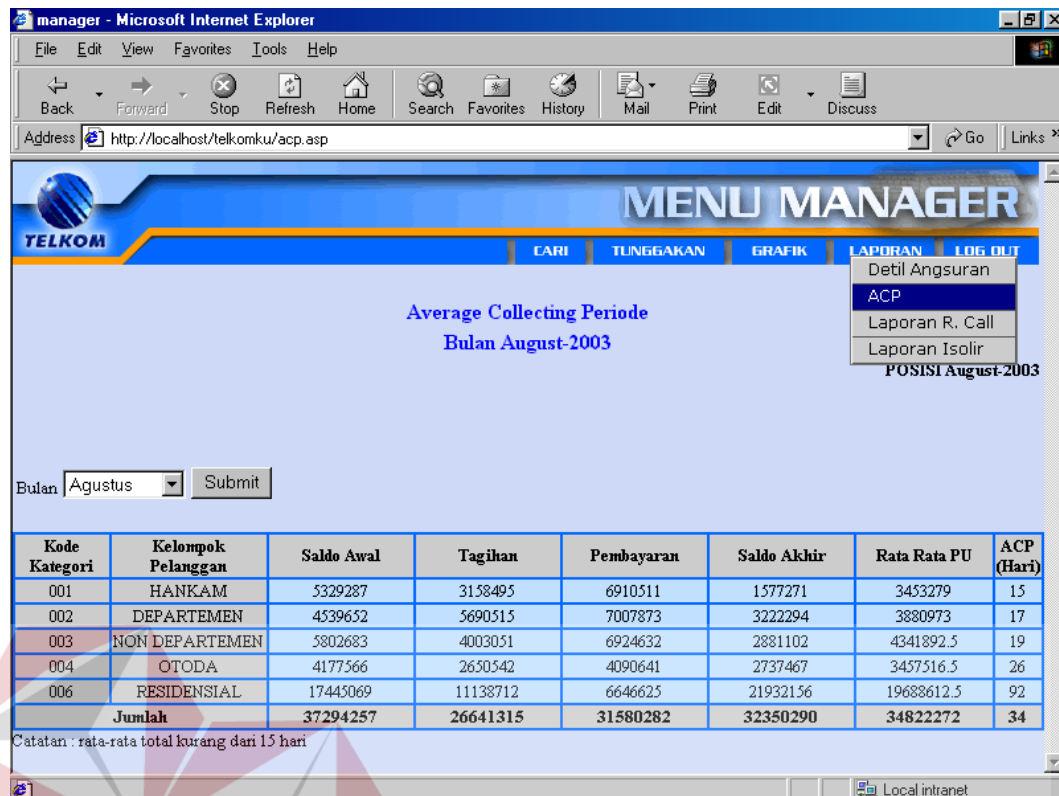 manager - Microsoft Internet Explorer
File Edit View Favorites Tools Help
Back Forward Stop Refresh Home Search Favorites History Mail Print Edit Discuss
Address http://localhost/telkomku/acp.asp Go Links »
TELKOM
MENU MANAGER
CARI TUNGGAKAN GRAFIK LAPORAN LOG OUT
Detil Angsuran
ACP
Laporan R. Call
Laporan Isolir
Average Collecting Periode
Bulan August-2003
POSISI August-2003
Bulan Agustus Submit
Kode Kategori Kelompok Pelanggan Saldo Awal Tagihan Pembayaran Saldo Akhir Rata Rata PU ACP (Hari)
001 HANKAM 5329287 3158495 6910511 1577271 3453279 15
002 DEPARTEMEN 4539652 5690515 7007873 3222294 3880973 17
003 NON DEPARTEMEN 5802683 4003051 6924632 2881102 4341892.5 19
004 OTODA 4177566 2650542 4090641 2737467 3457516.5 26
006 RESIDENSIAL 17445069 11138712 6646625 21932156 19688612.5 92
Jumlah 37294257 26641315 31580282 32350290 34822272 34
Catatan : rata-rata total kurang dari 15 hari
Local intranet